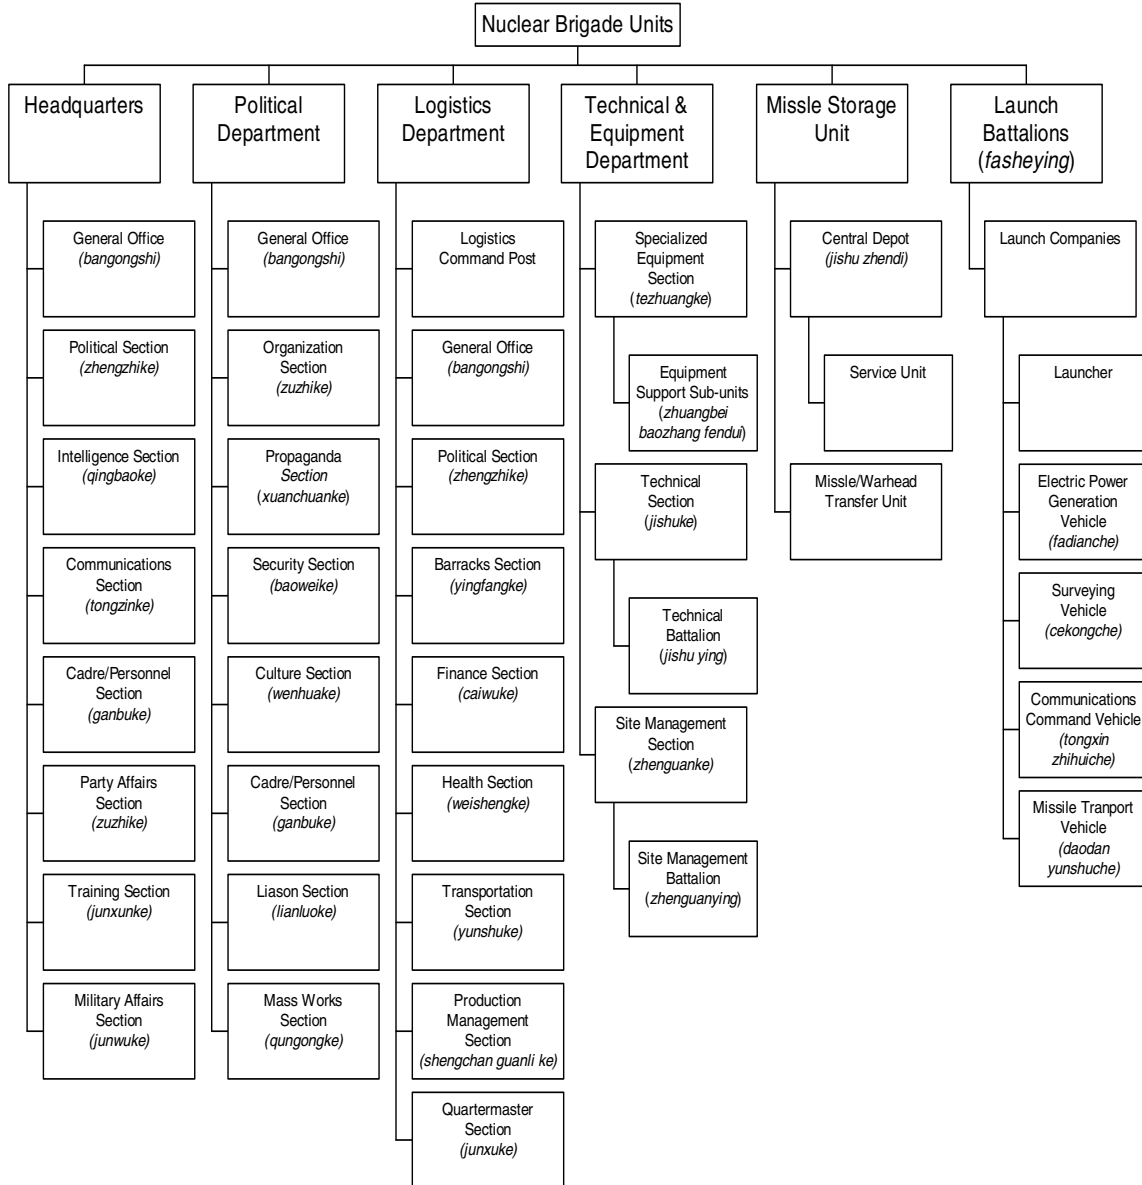 Nuclear Brigade Units
Headquarters
General Office
(bangongshi)
Political Section
(zhengzhike)
Intelligence Section
(qingbaoke)
Communications
Section
(tongzinke)
Cadre/Personnel
Section
(ganbuke)
Party Affairs
Section
(zuzhike)
Training Section
(junxunke)
Military Affairs
Section
(junwuke)
Political
Department
General Office
(bangongshi)
Organization
Section
(zuzhike)
Propaganda
Section
(xuanchuanke)
Security Section
(baoweike)
Culture Section
(wenhuake)
Cadre/Personnel
Section
(ganbuke)
Liason Section
(lianluoke)
Mass Works
Section
(qungongke)
Logistics
Department
Logistics
Command Post
General Office
(bangongshi)
Political Section
(zhengzhike)
Barracks Section
(yingfangke)
Finance Section
(caiwuke)
Health Section
(weishengke)
Transportation
Section
(yunshuke)
Production
Management
Section
(shengchan guanli ke)
Quartermaster
Section
(junxuke)
Technical &
Equipment
Department
Specialized
Equipment
Section
(tezhuangke)
Equipment
Support Sub-units
(zhuangbei
baozhang fendui)
Technical
Section
(jishuke)
Technical
Battalion
(jishu ying)
Site Management
Section
(zhenguanke)
Site Management
Battalion
(zhenguanying)
Missle Storage
Unit
Central Depot
(jishu zhendi)
Service Unit
Missle/Warhead
Transfer Unit
Launch
Battalions
(fasheying)
Launch Companies
Launcher
Electric Power
Generation
Vehicle
(fadianche)
Surveying
Vehicle
(cekongche)
Communications
Command Vehicle
(tongxin
zhihuiche)
Missile Tranport
Vehicle
(daodan
yunshuche)